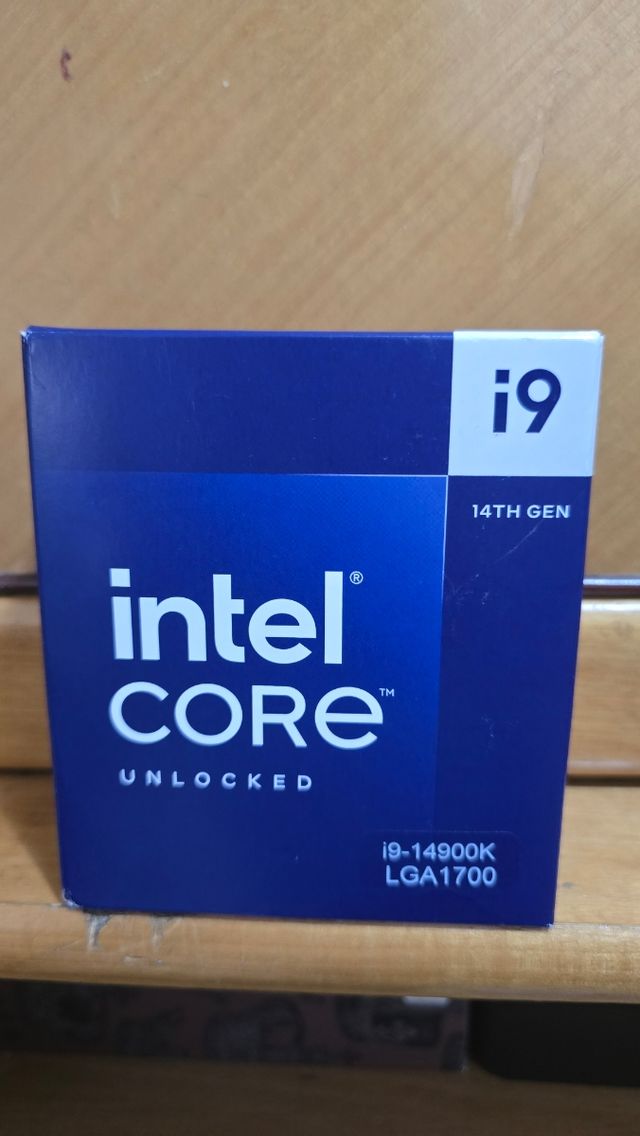 i9
14TH GEN
intel®
CORE™
UNLOCKED
i9-14900K
LGA1700